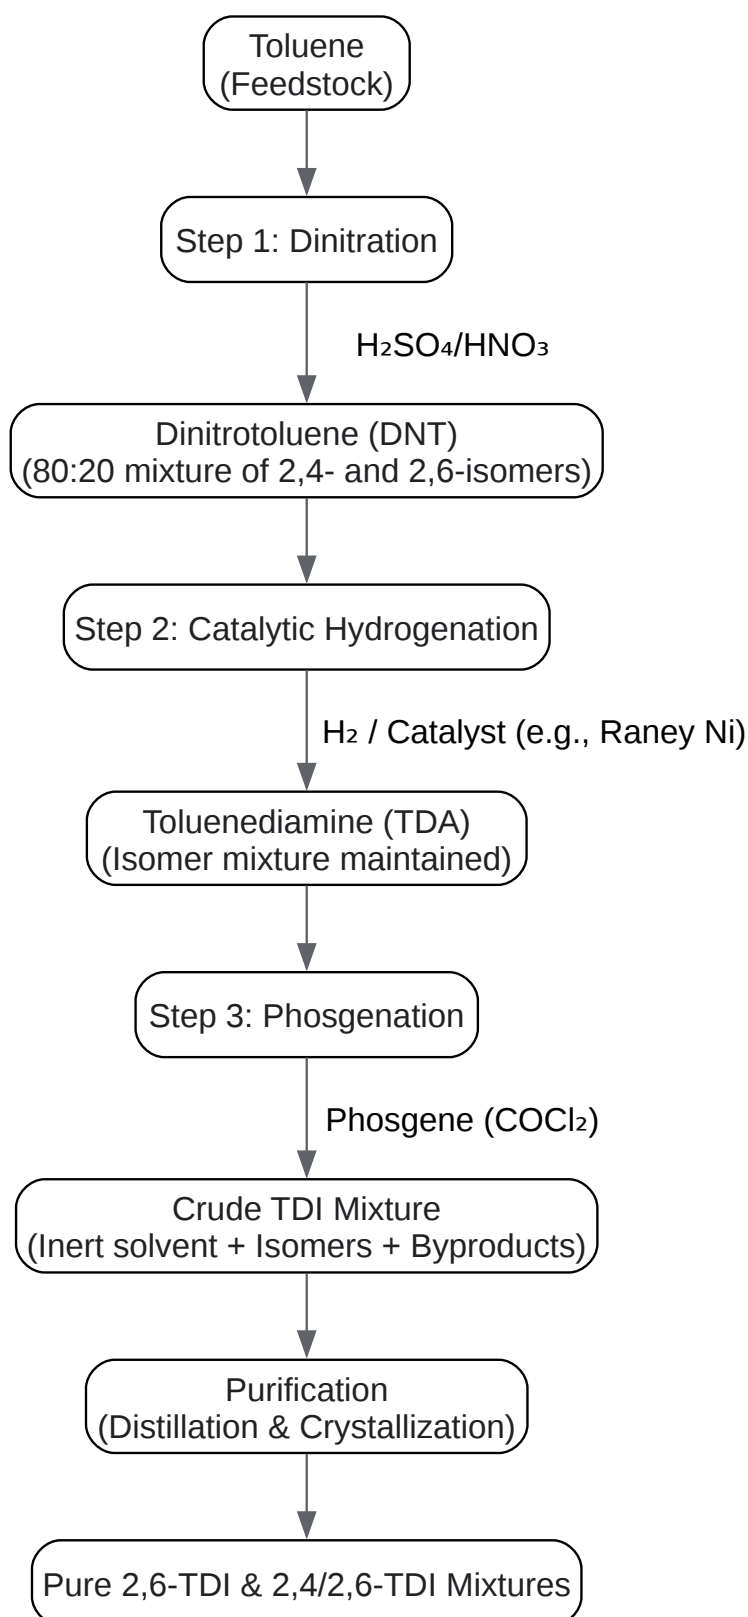 Toluene
(Feedstock)
Step 1: Dinitration
H₂SO₄/HNO₃
Dinitrotoluene (DNT)
(80:20 mixture of 2,4- and 2,6-isomers)
Step 2: Catalytic Hydrogenation
H₂ / Catalyst (e.g., Raney Ni)
Toluenediamine (TDA)
(Isomer mixture maintained)
Step 3: Phosgenation
Phosgene (COCl₂)
Crude TDI Mixture
(Inert solvent + Isomers + Byproducts)
Purification
(Distillation & Crystallization)
Pure 2,6-TDI & 2,4/2,6-TDI Mixtures